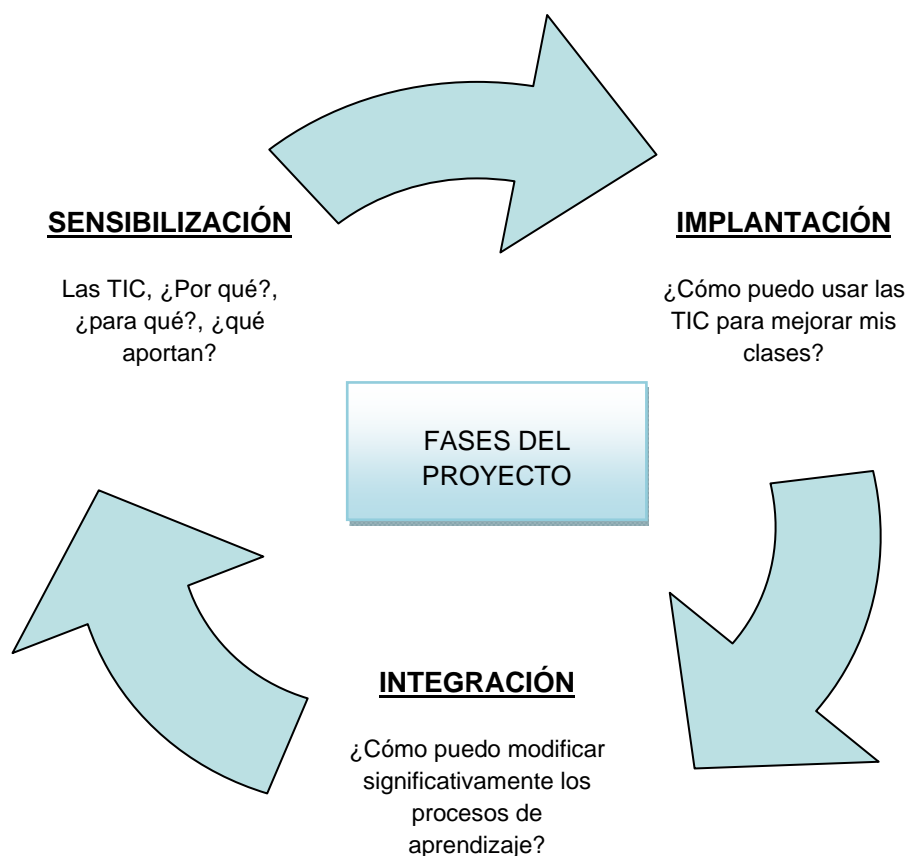 SENSIBILIZACIÓN
Las TIC, ¿Por qué?,
¿para qué?, ¿qué
aportan?
IMPLANTACIÓN
¿Cómo puedo usar las
TIC para mejorar mis
clases?
FASES DEL
PROYECTO
INTEGRACIÓN
¿Cómo puedo modificar
significativamente los
procesos de
aprendizaje?